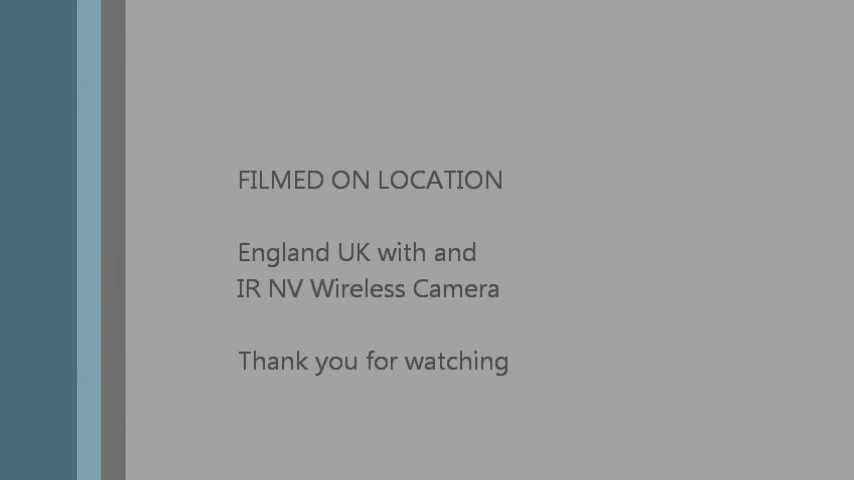 FILMED ON LOCATION
England UK with and
IR NV Wireless Camera
Thank you for watching